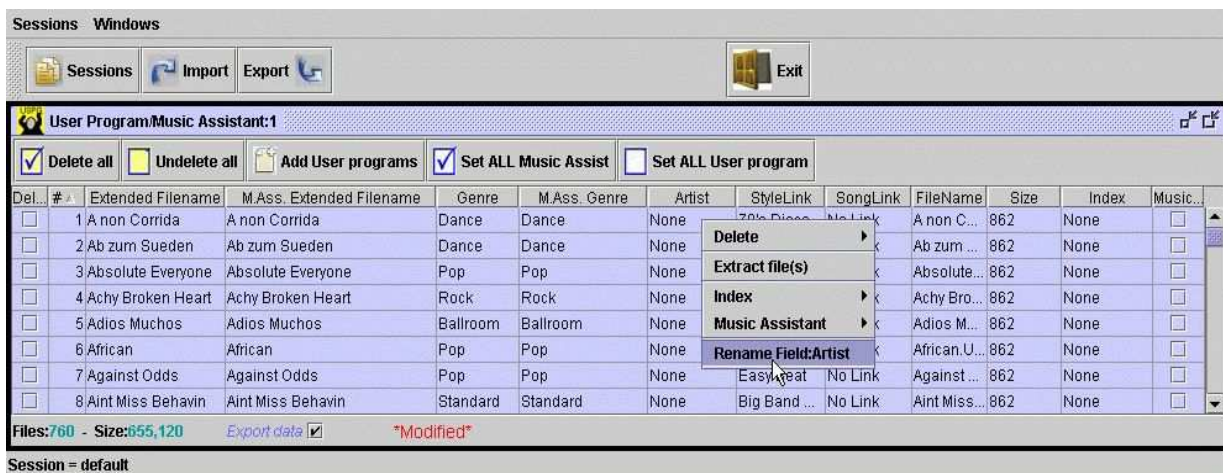 Sessions Windows
Sessions Import Export Exit
User Program/Music Assistant:1
Delete all Undelete all Add User programs Set ALL Music Assist Set ALL User program
Del... # Extended Filename M.Ass. Extended Filename Genre M.Ass. Genre Artist StyleLink SongLink FileName Size Index Music...
1 A non Corrida A non Corrida Dance Dance None 70's Disco No Link A non C... 862 None
2 Ab zum Sueden Ab zum Sueden Dance Dance None Ab zum ... 862 None
3 Absolute Everyone Absolute Everyone Pop Pop None Absolute... 862 None
4 Achy Broken Heart Achy Broken Heart Rock Rock None Achy Bro... 862 None
5 Adios Muchos Adios Muchos Ballroom Ballroom None Adios M... 862 None
6 African African Pop Pop None African.U... 862 None
7 Against Odds Against Odds Pop Pop None No Link Against ... 862 None
8 Aint Miss Behavin Aint Miss Behavin Standard Standard None Big Band ... No Link Aint Miss... 862 None
Delete
Extract file(s)
Index
Music Assistant
Rename Field:Artist
Files:760 - Size:655,120 Export data *Modified*
Session = default